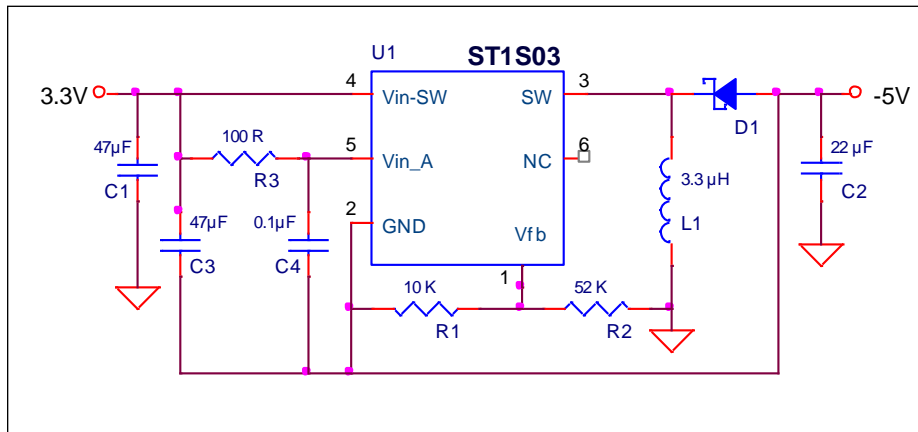 U1
ST1S03
3.3V
4
Vin-SW
SW
3
-5V
D1
47µF
C1
100 R
R3
5
Vin_A
NC
6
3.3 µH
L1
22 µF
C2
47µF
C3
0.1µF
C4
2
GND
Vfb
1
10 K
R1
52 K
R2